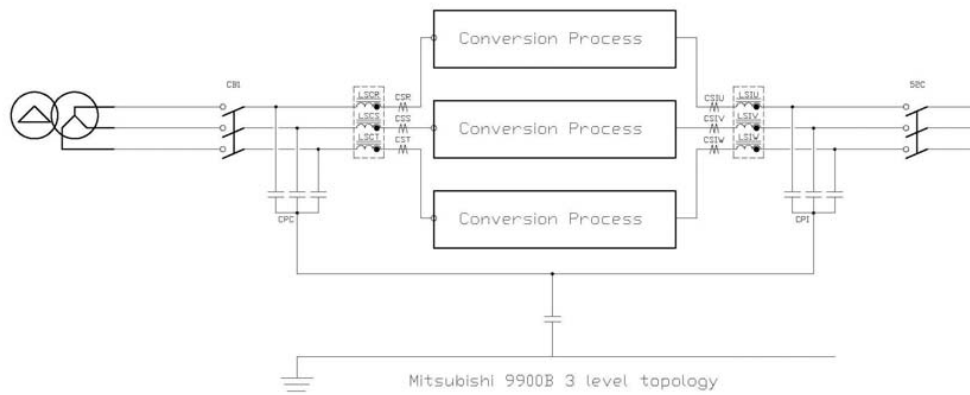 Conversion Process
CB1
52C
LSCR
CSR
CSIU
LSIU
LSCS
CSS
Conversion Process
CSIV
LSIV
LSCT
CST
CSIW
LSIW
CPC
Conversion Process
CPI
Mitsubishi 9900B 3 level topology